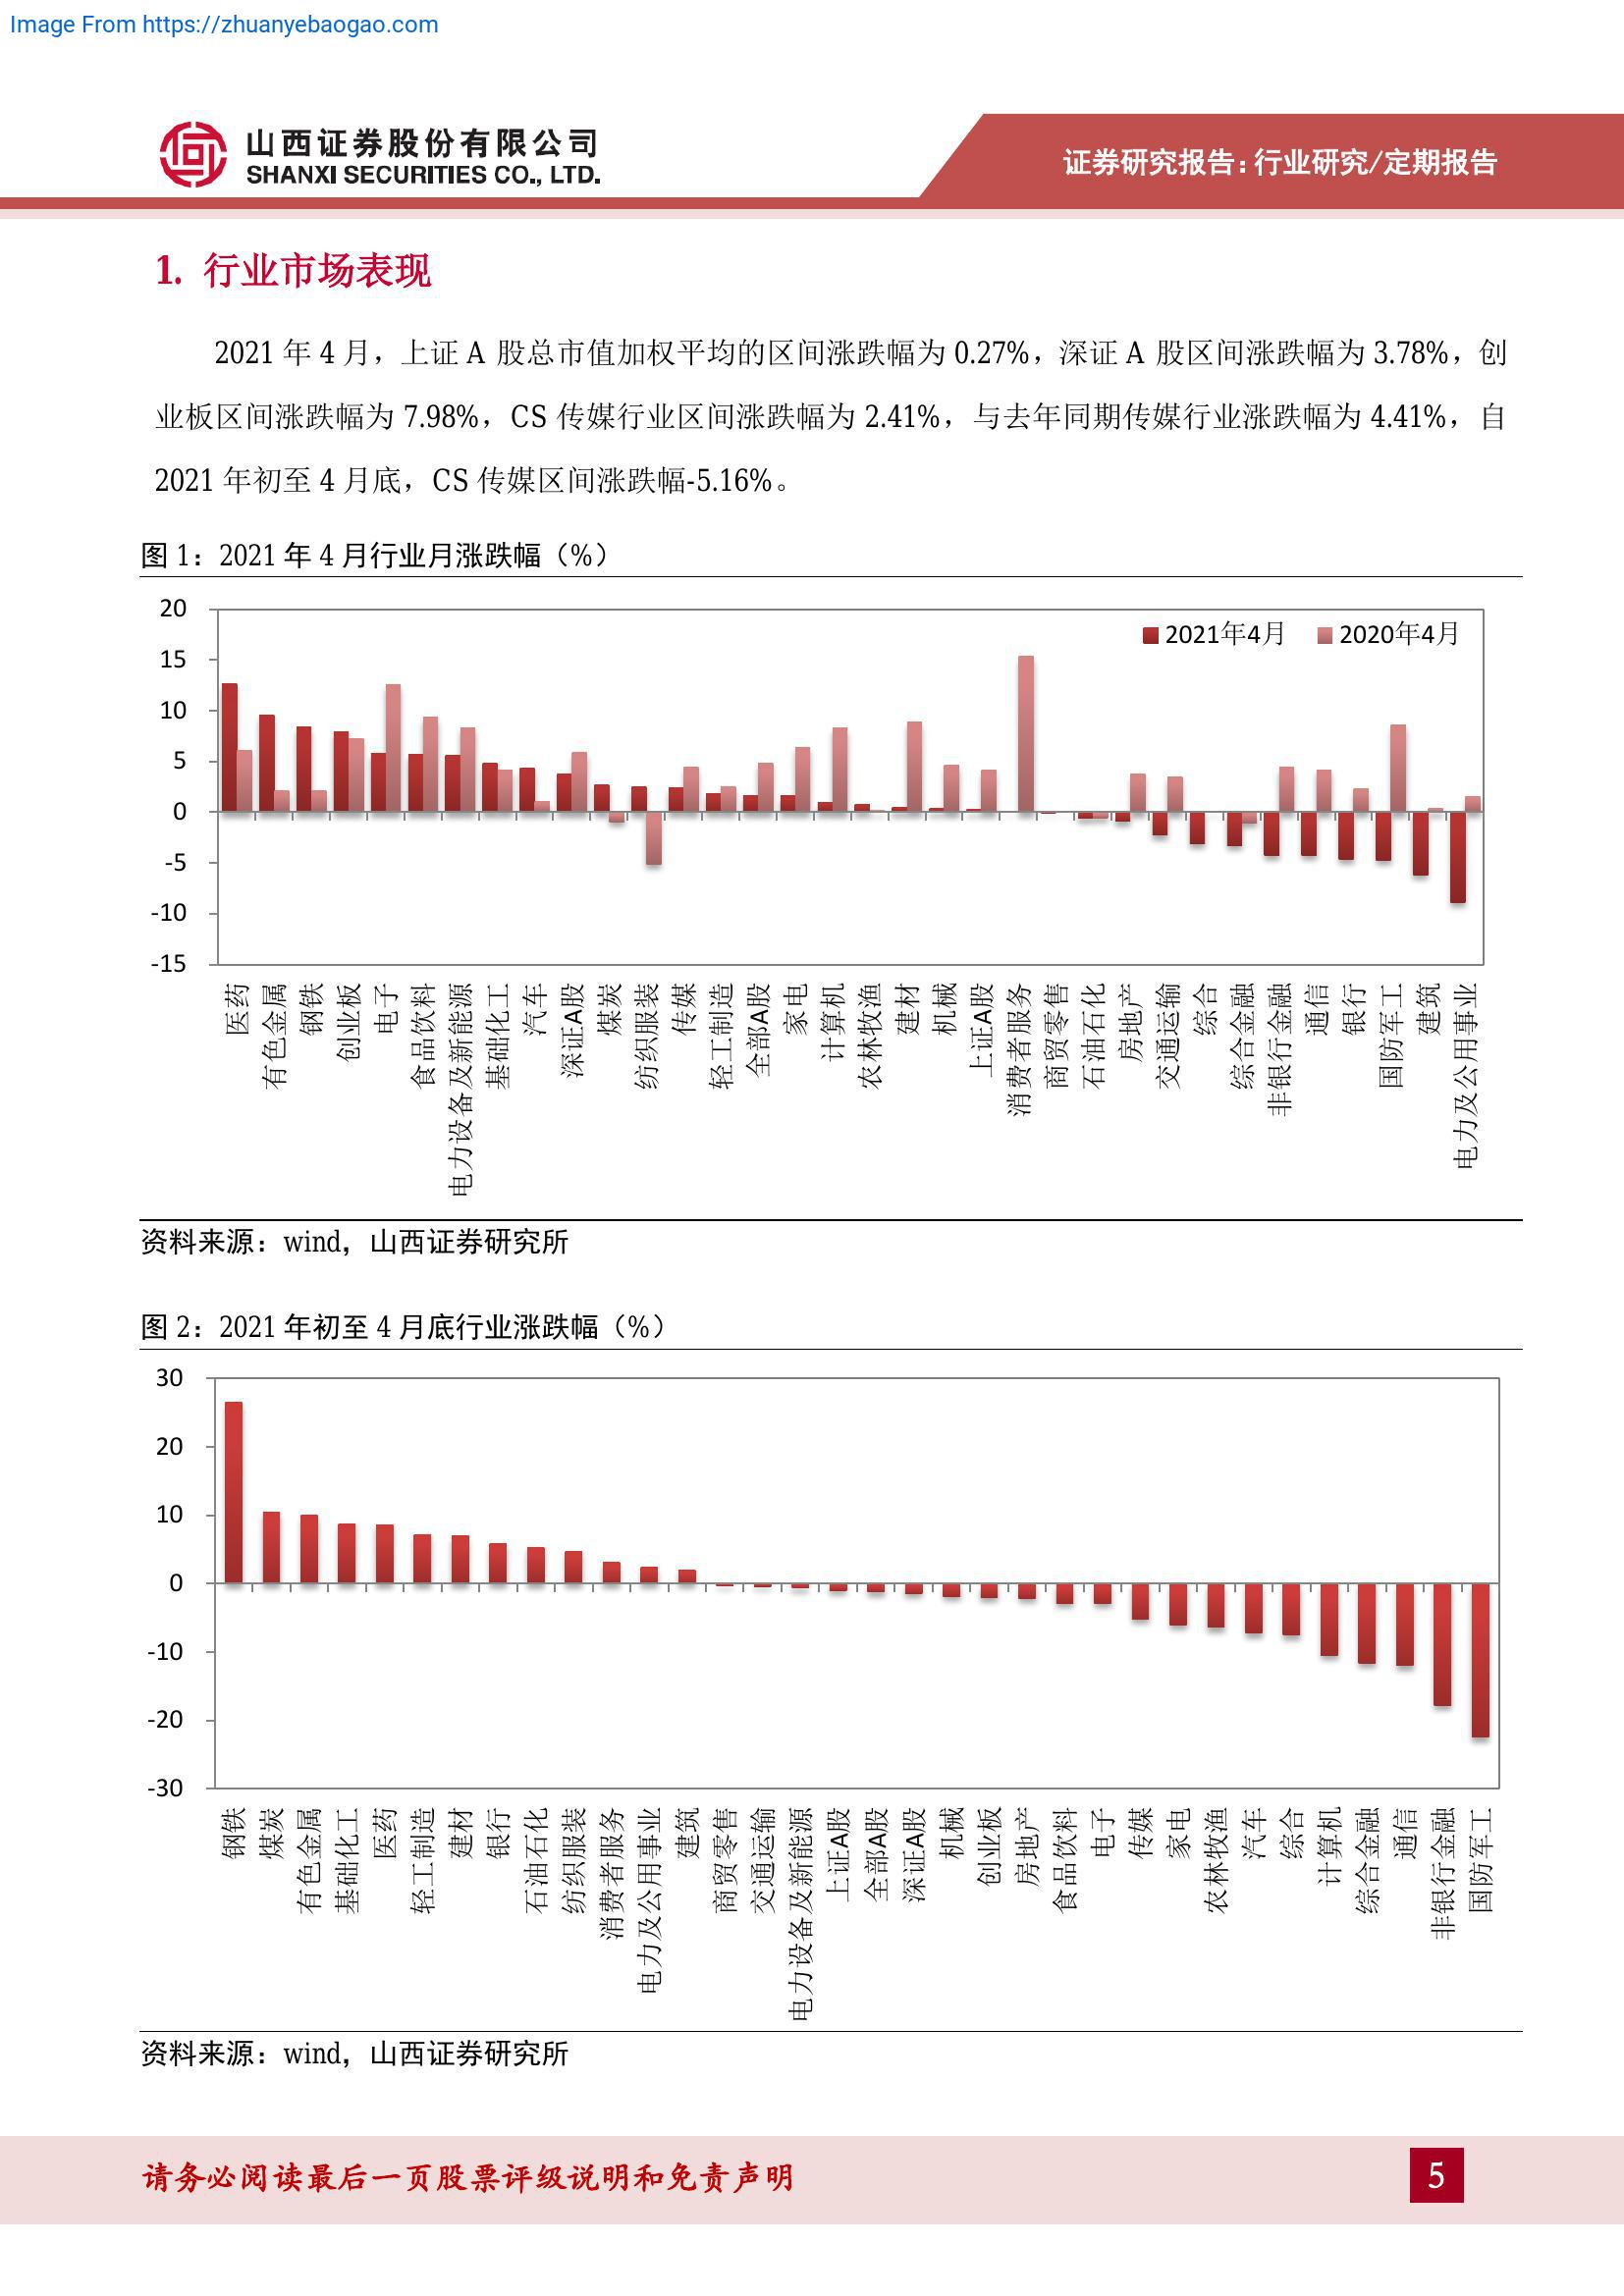 Image From https://zhuanyebaogao.com
山西证券股份有限公司
SHANXI SECURITIES CO., LTD.
证券研究报告:行业研究/定期报告
1. 行业市场表现
2021 年 4 月，上证 A 股总市值加权平均的区间涨跌幅为 0.27%，深证 A 股区间涨跌幅为 3.78%，创
业板区间涨跌幅为 7.98%，CS 传媒行业区间涨跌幅为 2.41%，与去年同期传媒行业涨跌幅为 4.41%，自
2021 年初至 4 月底，CS 传媒区间涨跌幅-5.16%。
图 1：2021 年 4 月行业月涨跌幅（%）
2021年4月
2020年4月
20
15
10
5
0
-5
-10
-15
医药
有色金属
钢铁
创业板
电子
食品饮料
电力设备及新能源
基础化工
汽车
深证A股
煤炭
纺织服装
传媒
轻工制造
全部A股
家电
计算机
农林牧渔
建材
机械
上证A股
消费者服务
商贸零售
石油石化
房地产
交通运输
综合
综合金融
非银行金融
通信
银行
国防军工
建筑
电力及公用事业
资料来源：wind，山西证券研究所
图 2：2021 年初至 4 月底行业涨跌幅（%）
30
20
10
0
-10
-20
-30
钢铁
煤炭
有色金属
基础化工
医药
轻工制造
建材
银行
石油石化
纺织服装
消费者服务
电力及公用事业
建筑
商贸零售
交通运输
电力设备及新能源
上证A股
全部A股
深证A股
机械
创业板
房地产
食品饮料
电子
传媒
家电
农林牧渔
汽车
综合
计算机
综合金融
通信
非银行金融
国防军工
资料来源：wind，山西证券研究所
请务必阅读最后一页股票评级说明和免责声明
5